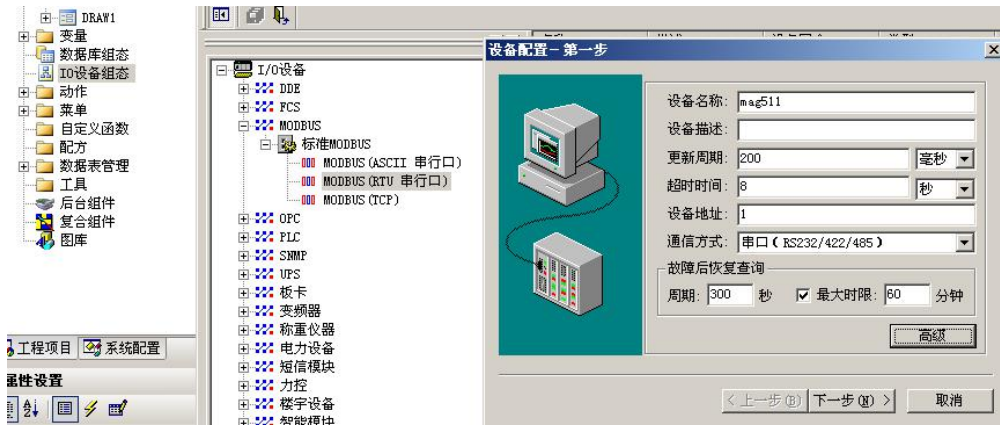 DRAW1
变量
数据库组态
IO设备组态
动作
菜单
自定义函数
配方
数据表管理
工具
后台组件
复合组件
图库
工程项目
系统配置
属性设置
I/O设备
DDE
FCS
MODBUS
标准MODBUS
MODBUS(ASCII 串行口)
MODBUS(RTU 串行口)
MODBUS(TCP)
OPC
PLC
SNMP
UPS
板卡
变频器
称重仪器
电力设备
短信模块
力控
楼宇设备
智能模块
设备配置-第一步
设备名称: mag511
设备描述:
更新周期: 200 毫秒
超时时间: 8 秒
设备地址: 1
通信方式: 串口(RS232/422/485)
故障后恢复查询
周期: 300 秒 最大时限: 60 分钟
高级
< 上一步(B) 下一步(N) > 取消